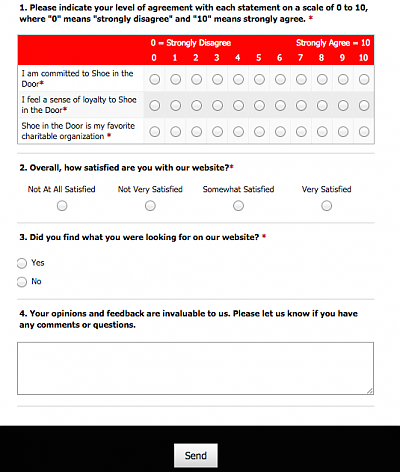 1. Please indicate your level of agreement with each statement on a scale of 0 to 10,
where "0" means "strongly disagree" and "10" means strongly agree. *
0 = Strongly Disagree Strongly Agree = 10
0 1 2 3 4 5 6 7 8 9 10
I am committed to Shoe in the
Door*
I feel a sense of loyalty to Shoe
in the Door*
Shoe in the Door is my favorite
charitable organization *
2. Overall, how satisfied are you with our website?*
Not At All Satisfied Not Very Satisfied Somewhat Satisfied Very Satisfied
3. Did you find what you were looking for on our website? *
Yes
No
4. Your opinions and feedback are invaluable to us. Please let us know if you have
any comments or questions.
Send